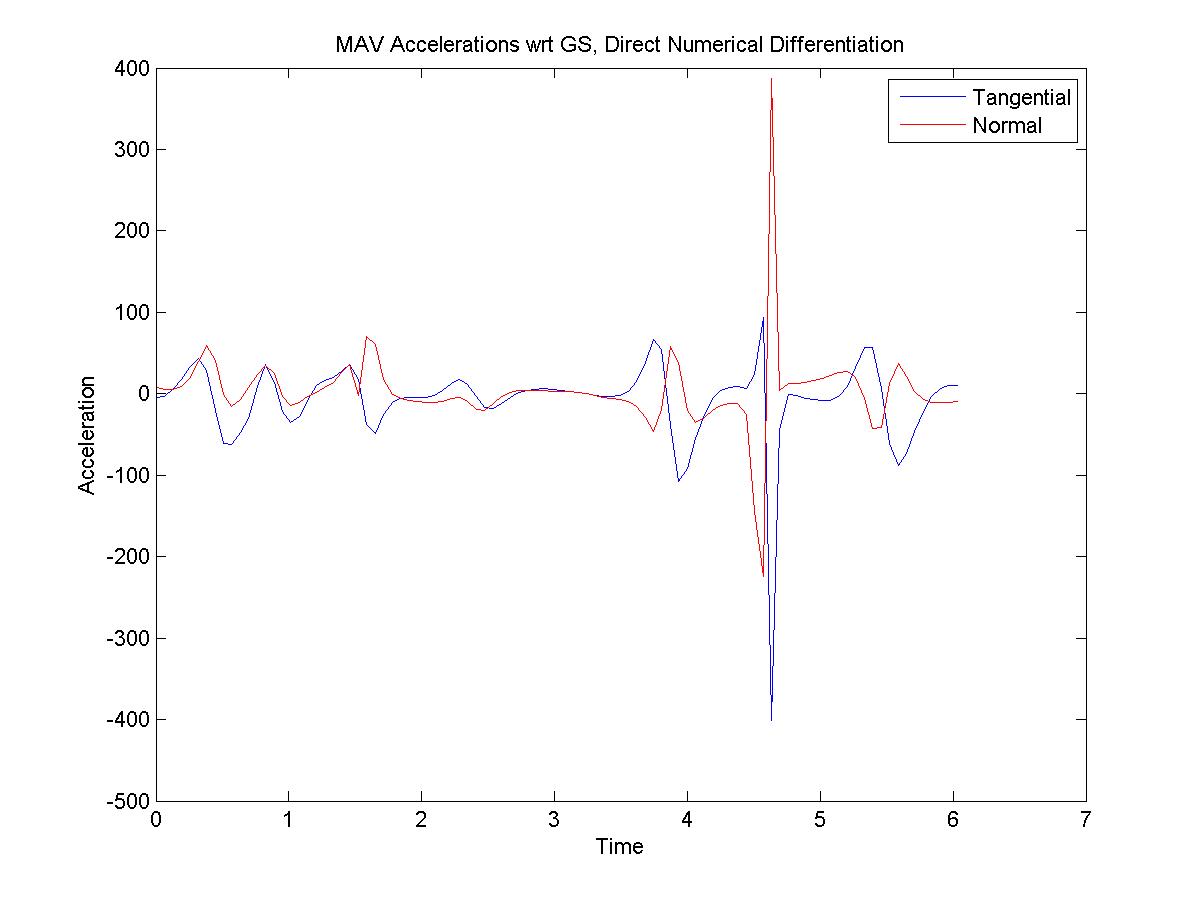 MAV Accelerations wrt GS, Direct Numerical Differentiation
400
300
200
100
0
-100
-200
-300
-400
-500
Acceleration
Tangential
Normal
0 1 2 3 4 5 6 7
Time